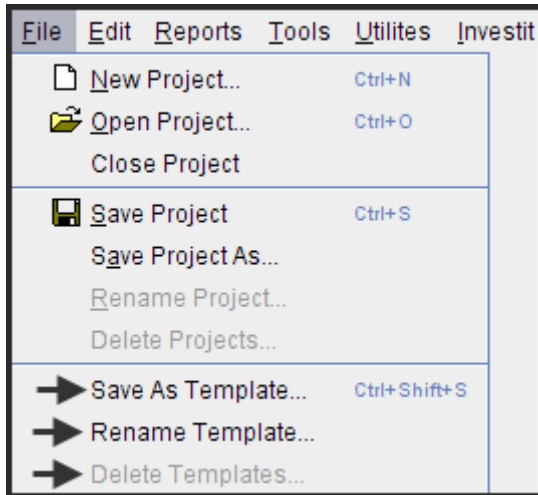 File Edit Reports Tools Utilites Investit
New Project... Ctrl+N
Open Project... Ctrl+O
Close Project
Save Project Ctrl+S
Save Project As...
Rename Project...
Delete Projects...
Save As Template... Ctrl+Shift+S
Rename Template...
Delete Templates...